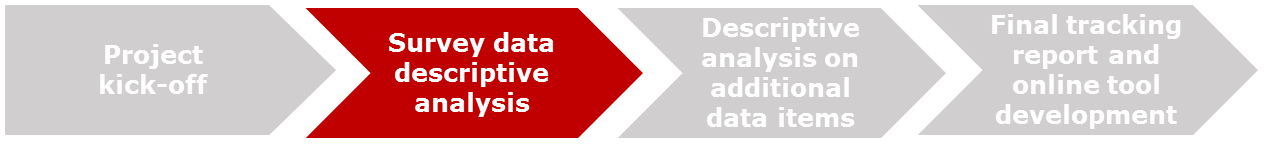 Project
kick-off
Survey data
descriptive
analysis
Descriptive
analysis on
additional
data items
Final tracking
report and
online tool
development